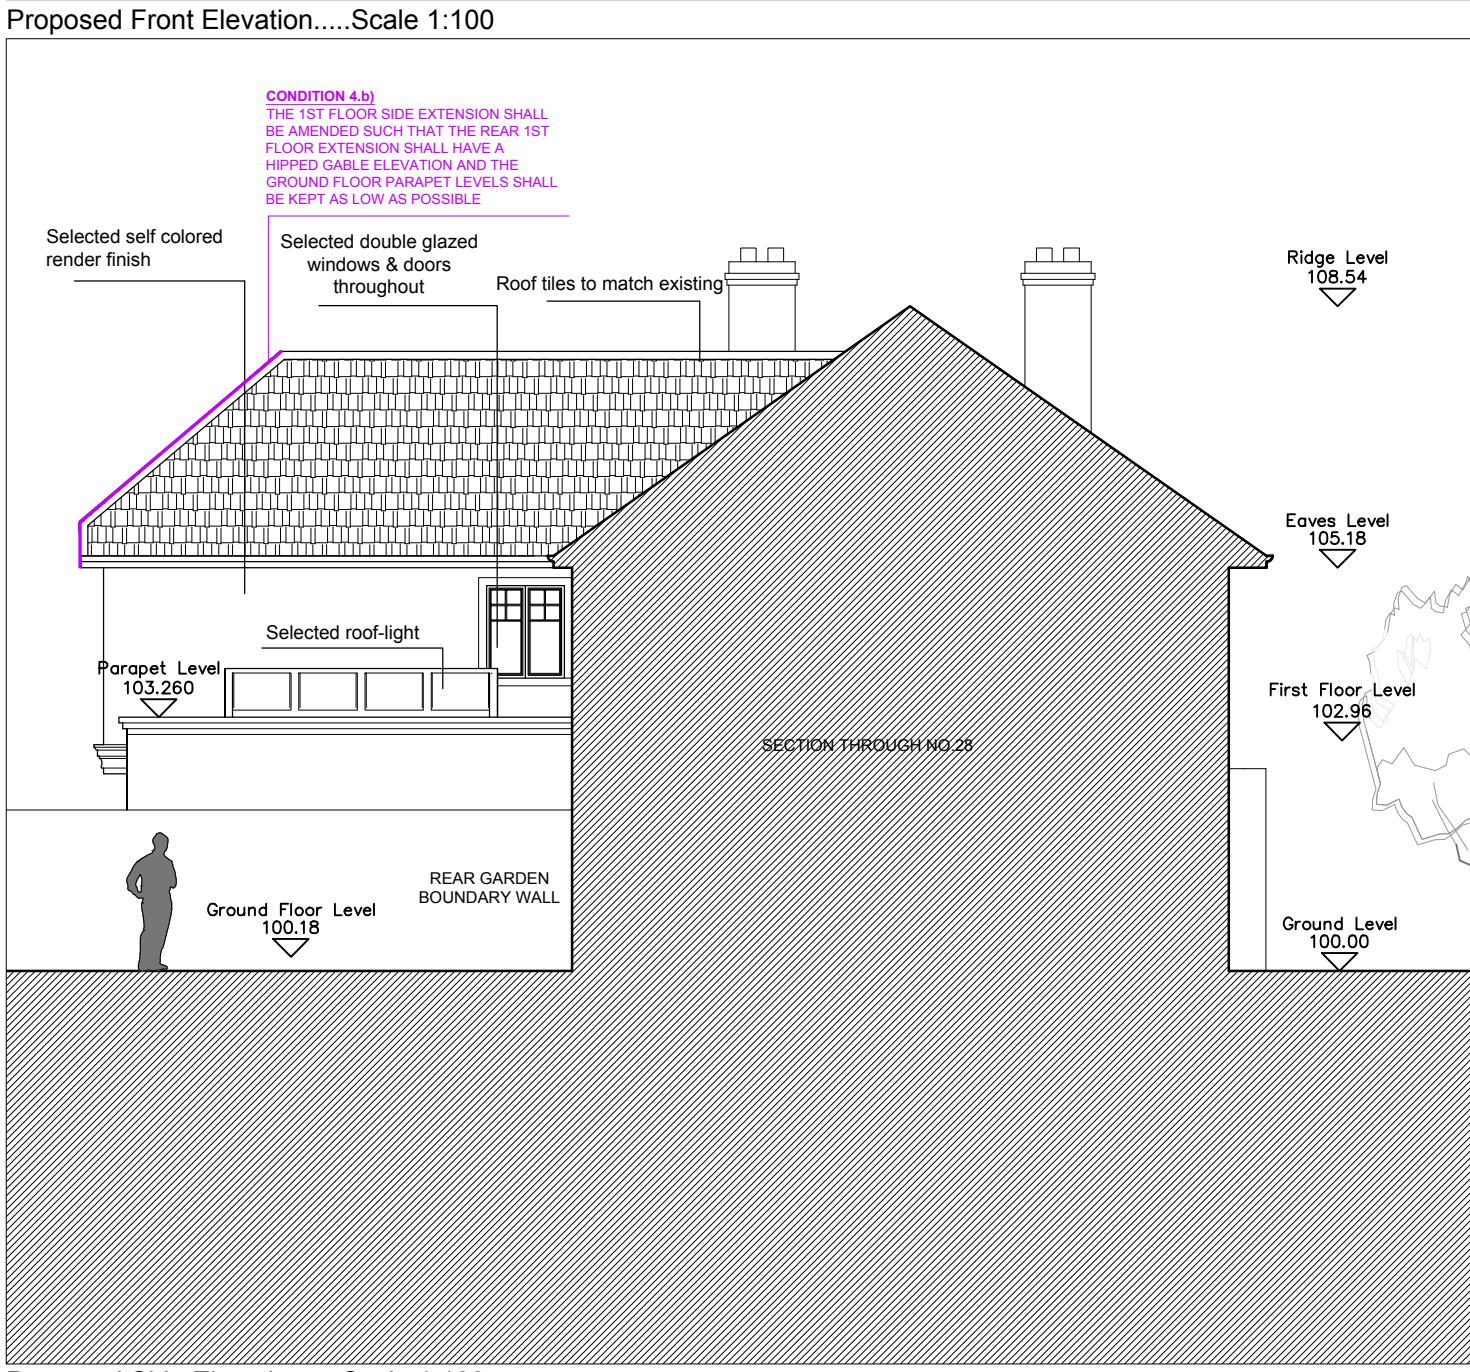 Proposed Front Elevation.....Scale 1:100
CONDITION 4.b)
THE 1ST FLOOR SIDE EXTENSION SHALL
BE AMENDED SUCH THAT THE REAR 1ST
FLOOR EXTENSION SHALL HAVE A
HIPPED GABLE ELEVATION AND THE
GROUND FLOOR PARAPET LEVELS SHALL
BE KEPT AS LOW AS POSSIBLE
Selected self colored
render finish
Selected double glazed
windows & doors
throughout
Roof tiles to match existing
Ridge Level
108.54
Eaves Level
105.18
Selected roof-light
Parapet Level
103.260
First Floor Level
102.96
SECTION THROUGH NO.28
REAR GARDEN
BOUNDARY WALL
Ground Floor Level
100.18
Ground Level
100.00